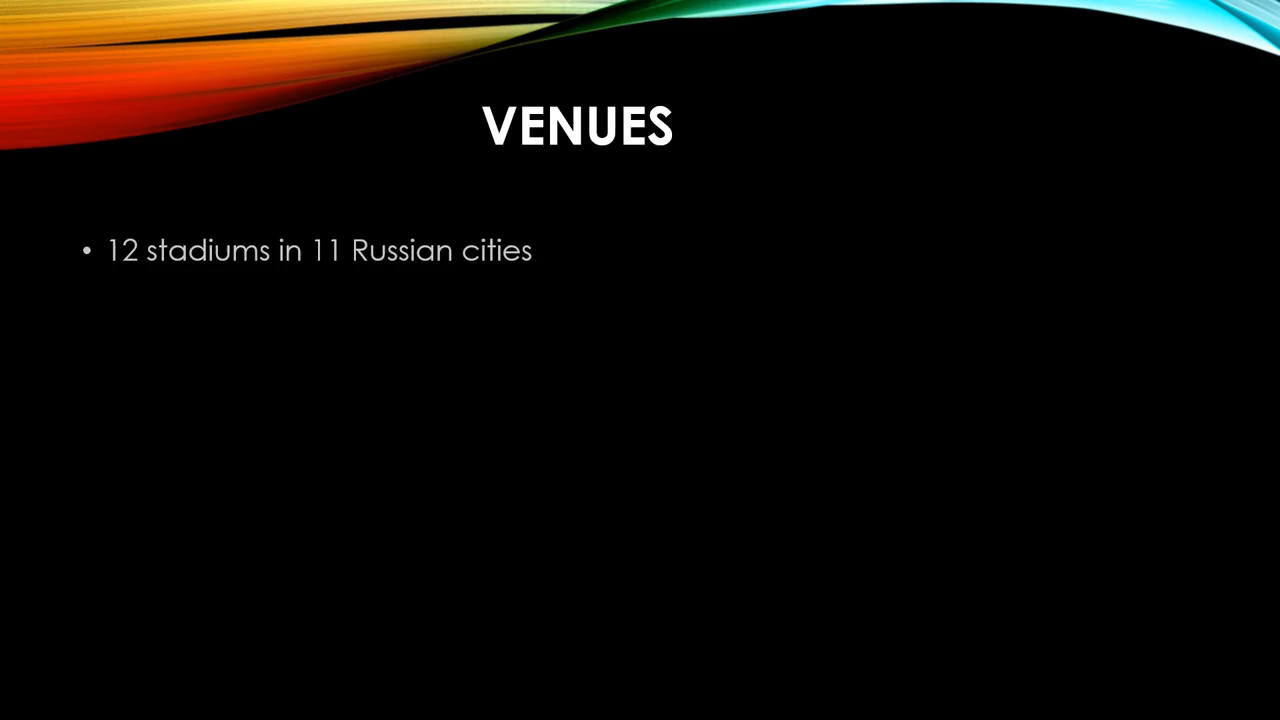 VENUES
• 12 stadiums in 11 Russian cities